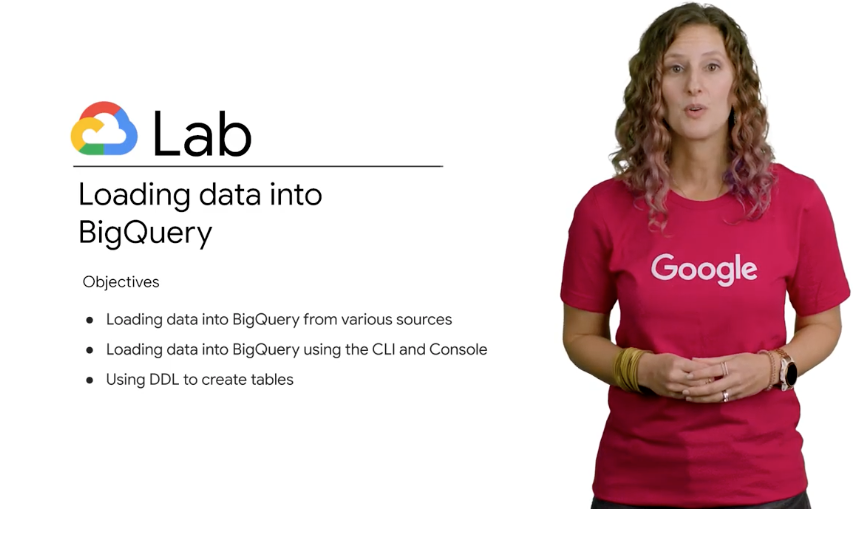 Lab
Loading data into
BigQuery
Objectives
● Loading data into BigQuery from various sources
● Loading data into BigQuery using the CLI and Console
● Using DDL to create tables
Google